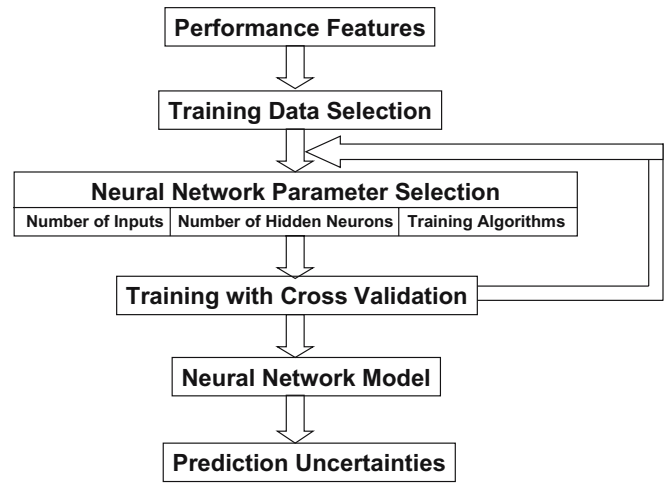 Performance Features
Training Data Selection
Neural Network Parameter Selection
Number of Inputs
Number of Hidden Neurons
Training Algorithms
Training with Cross Validation
Neural Network Model
Prediction Uncertainties